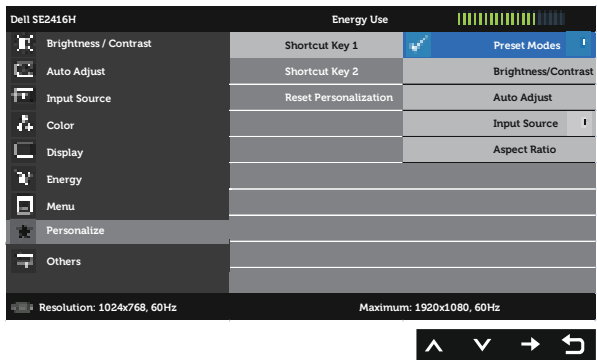 Dell SE2416H Energy Use
Brightness / Contrast Shortcut Key 1 Preset Modes
Auto Adjust Shortcut Key 2 Brightness/Contrast
Input Source Reset Personalization Auto Adjust
Color Input Source
Display Aspect Ratio
Energy
Menu
Personalize
Others
Resolution: 1024x768, 60Hz Maximum: 1920x1080, 60Hz